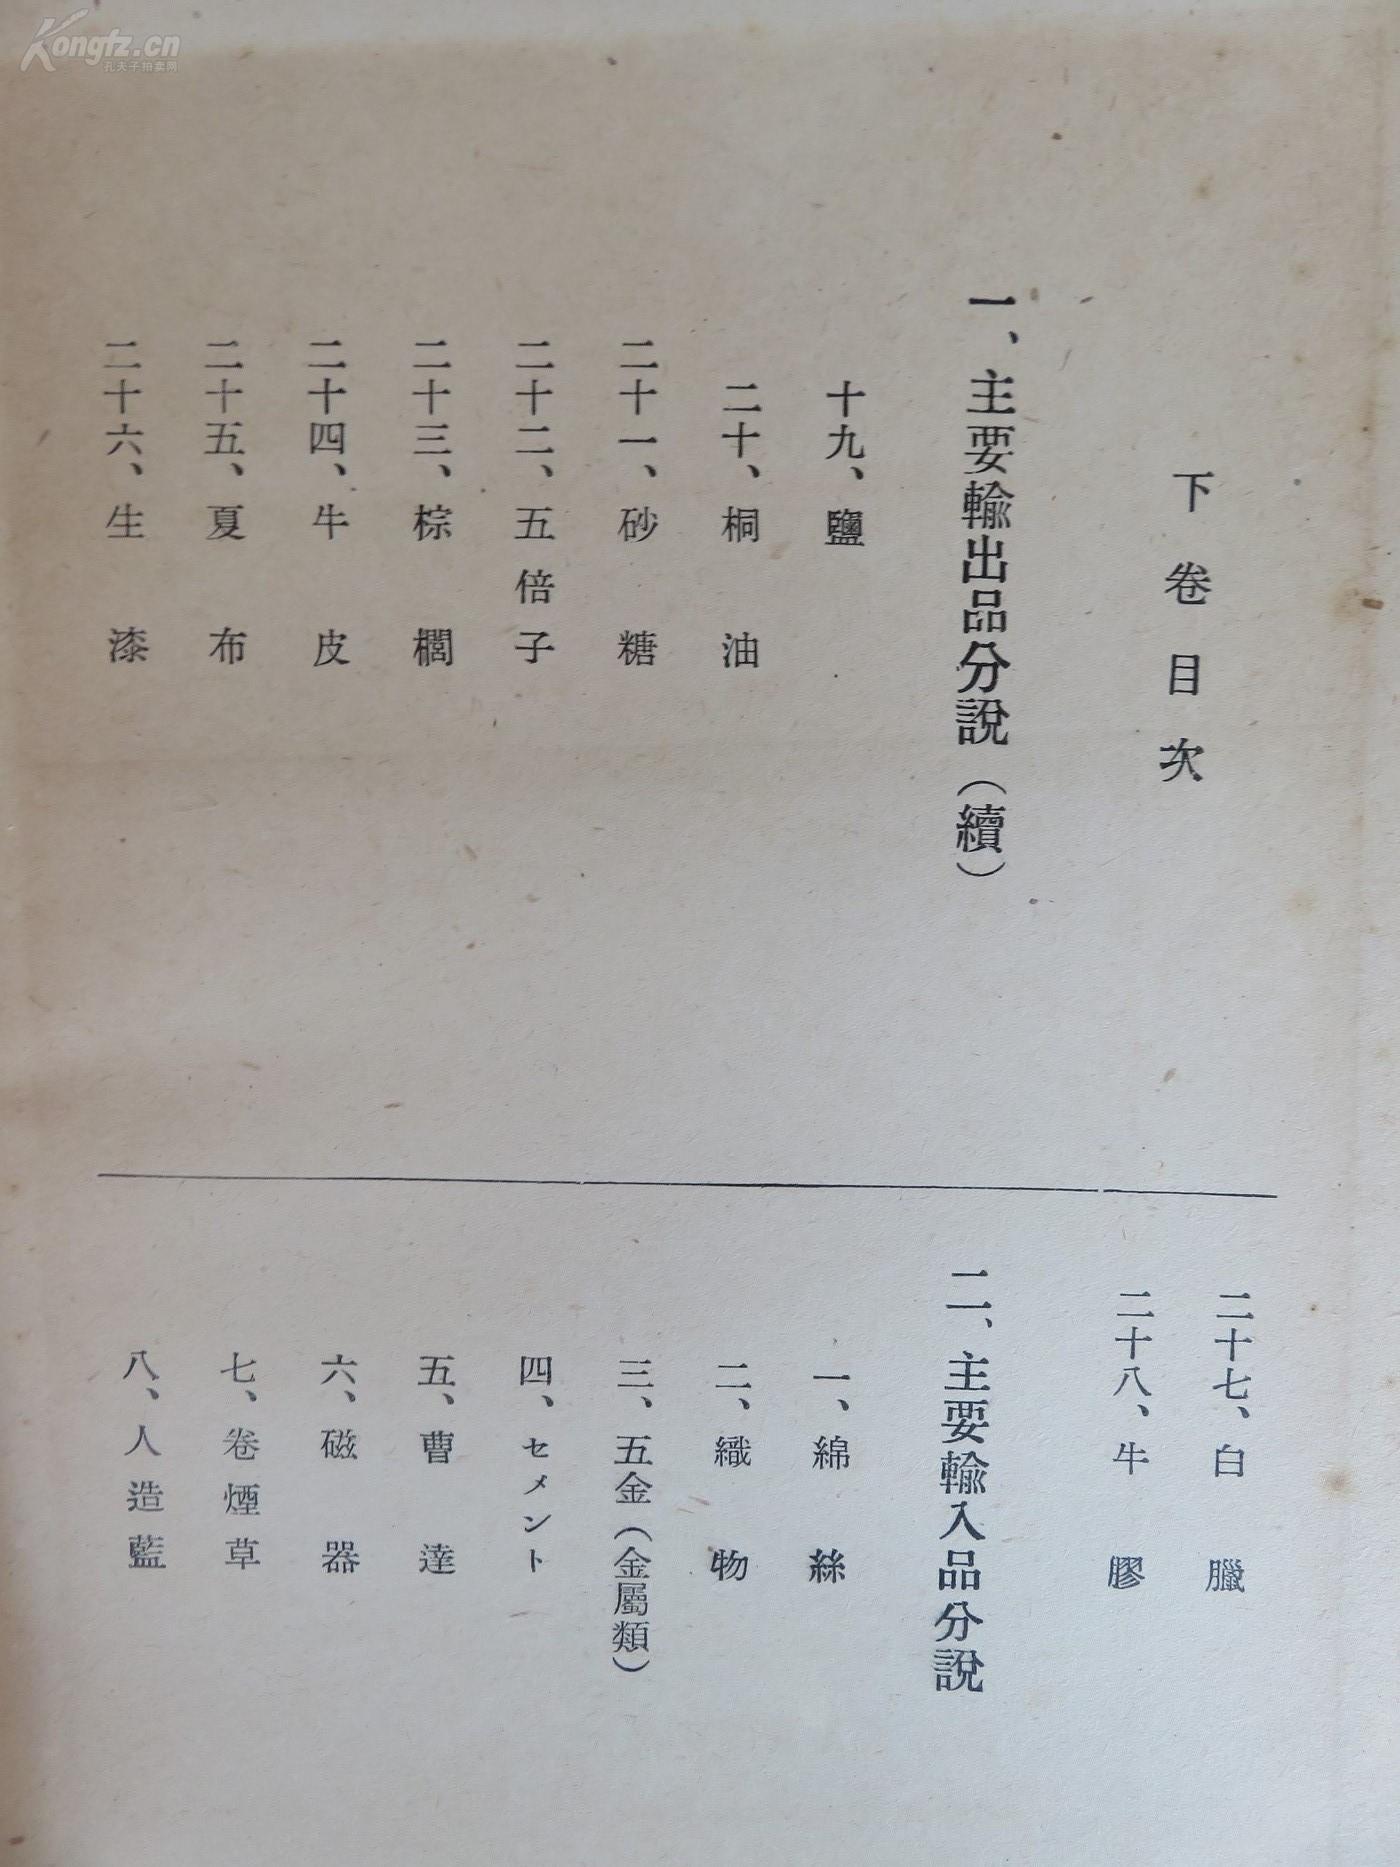 Kongfz.cn
孔夫子拍卖网
下卷目次
一、主要輸出品分說（續）
十九、鹽
二十、桐油
二十一、砂糖
二十二、五倍子
二十三、棕櫚
二十四、牛皮
二十五、夏布
二十六、生漆
二十七、白臘
二十八、牛膠
二、主要輸入品分說
一、綿絲
二、織物
三、五金（金屬類）
四、セメント
五、曹達
六、磁器
七、卷煙草
八、人造藍